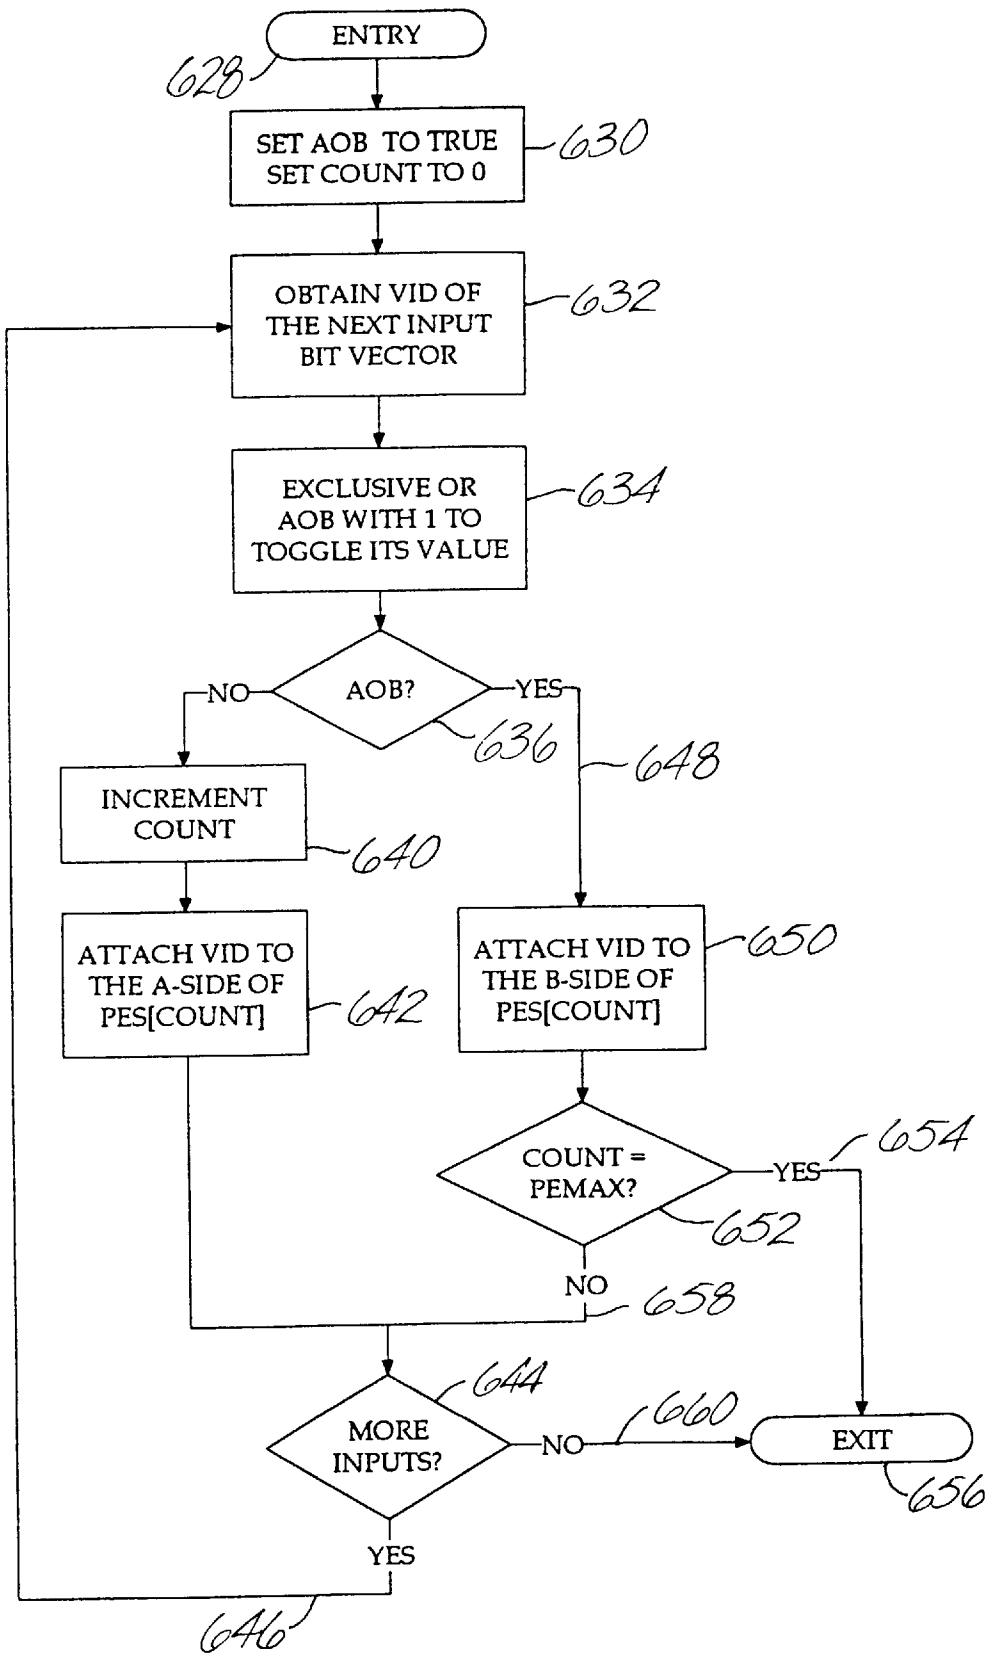 ENTRY
628
SET AOB TO TRUE
SET COUNT TO 0
630
OBTAIN VID OF
THE NEXT INPUT
BIT VECTOR
632
EXCLUSIVE OR
AOB WITH 1 TO
TOGGLE ITS VALUE
634
AOB?
NO
YES
636
648
INCREMENT
COUNT
640
ATTACH VID TO
THE A-SIDE OF
PES[COUNT]
642
ATTACH VID TO
THE B-SIDE OF
PES[COUNT]
650
COUNT =
PEMAX?
YES
654
652
NO
658
MORE
INPUTS?
644
NO
660
EXIT
656
YES
646